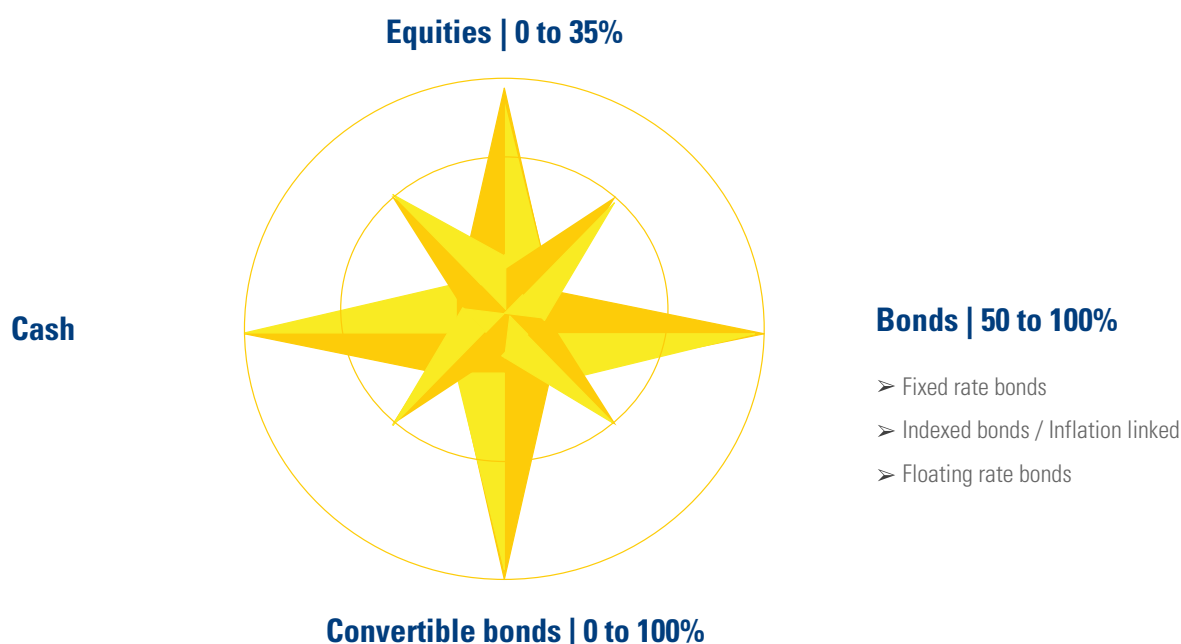 Equities | 0 to 35%
Cash
Bonds | 50 to 100%
➢ Fixed rate bonds
➢ Indexed bonds / Inflation linked
➢ Floating rate bonds
Convertible bonds | 0 to 100%